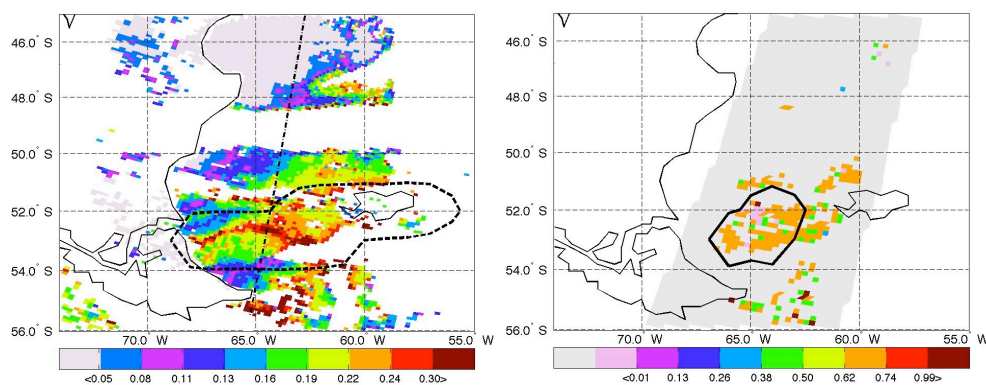 46.0° S
48.0° S
50.0° S
52.0° S
54.0° S
56.0° S
70.0° W
65.0° W
60.0° W
55.0° W
<0.05 0.08 0.11 0.13 0.16 0.19 0.22 0.24 0.30>
46.0° S
48.0° S
50.0° S
52.0° S
54.0° S
56.0° S
70.0° W
65.0° W
60.0° W
55.0° W
<0.01 0.13 0.26 0.38 0.50 0.62 0.74 0.99>